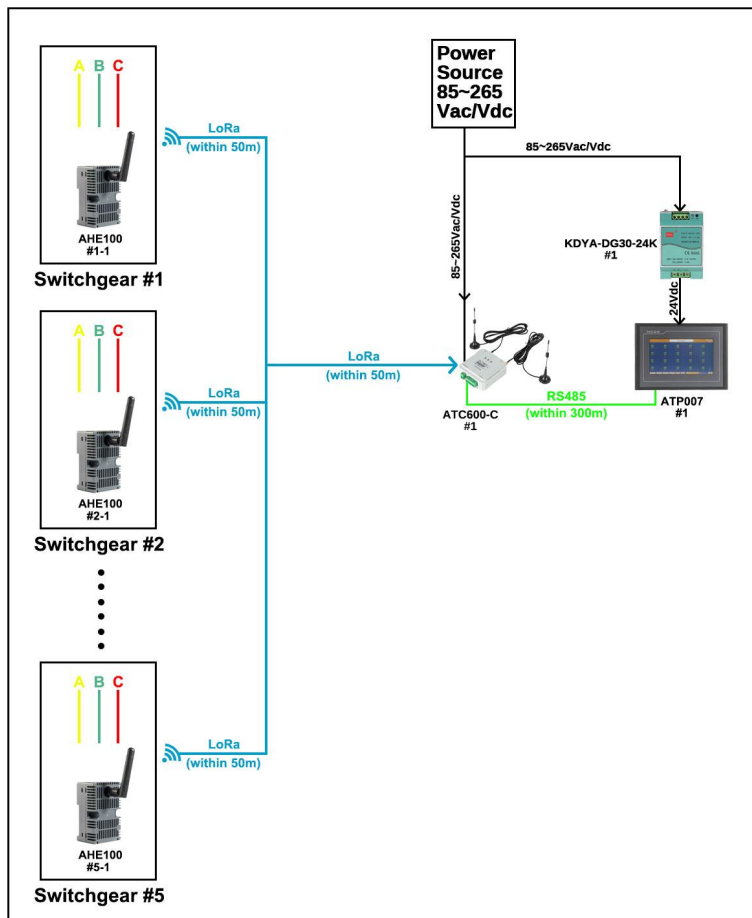 A B C
LoRa
(within 50m)
AHE100
#1-1
Switchgear #1
A B C
LoRa
(within 50m)
AHE100
#2-1
Switchgear #2
A B C
LoRa
(within 50m)
AHE100
#5-1
Switchgear #5
LoRa
(within 50m)
Power
Source
85~265
Vac/Vdc
85~265Vac/Vdc
85~265Vac/Vdc
KDYA-DG30-24K
#1
24Vdc
RS485
(within 300m)
ATC600-C
#1
ATP007
#1